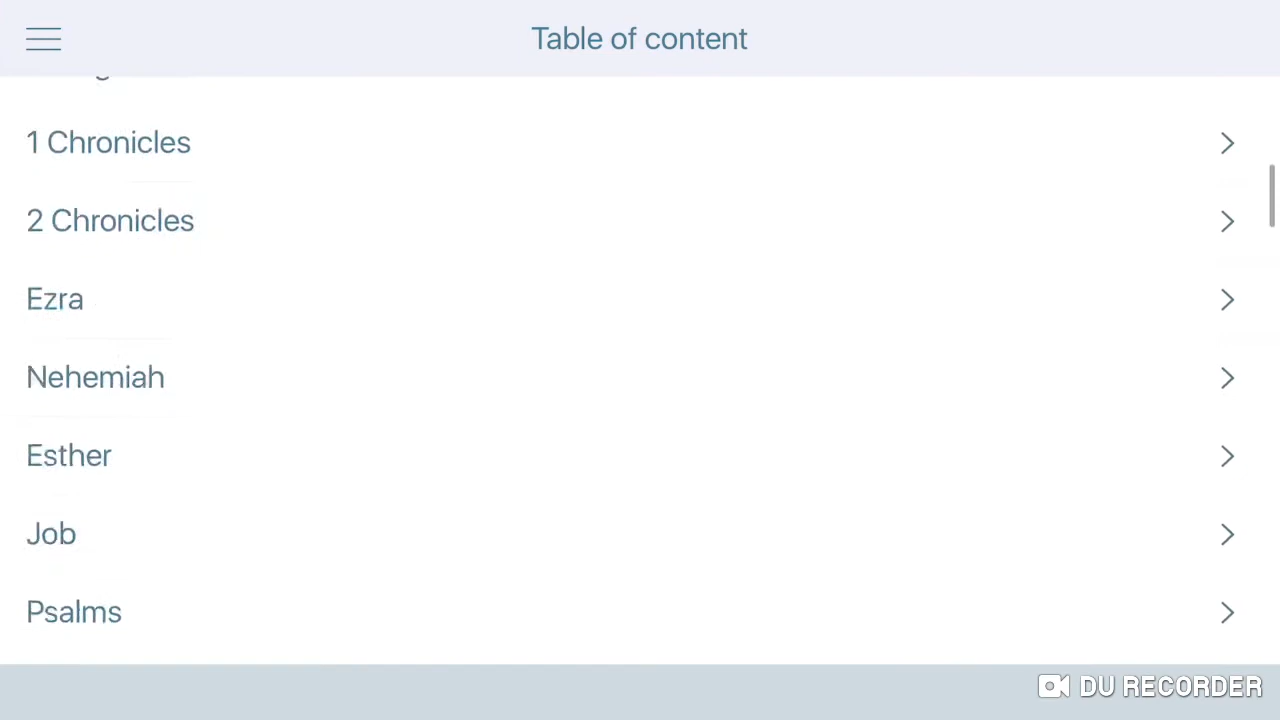 Table of content
1 Chronicles
2 Chronicles
Ezra
Nehemiah
Esther
Job
Psalms
DU RECORDER